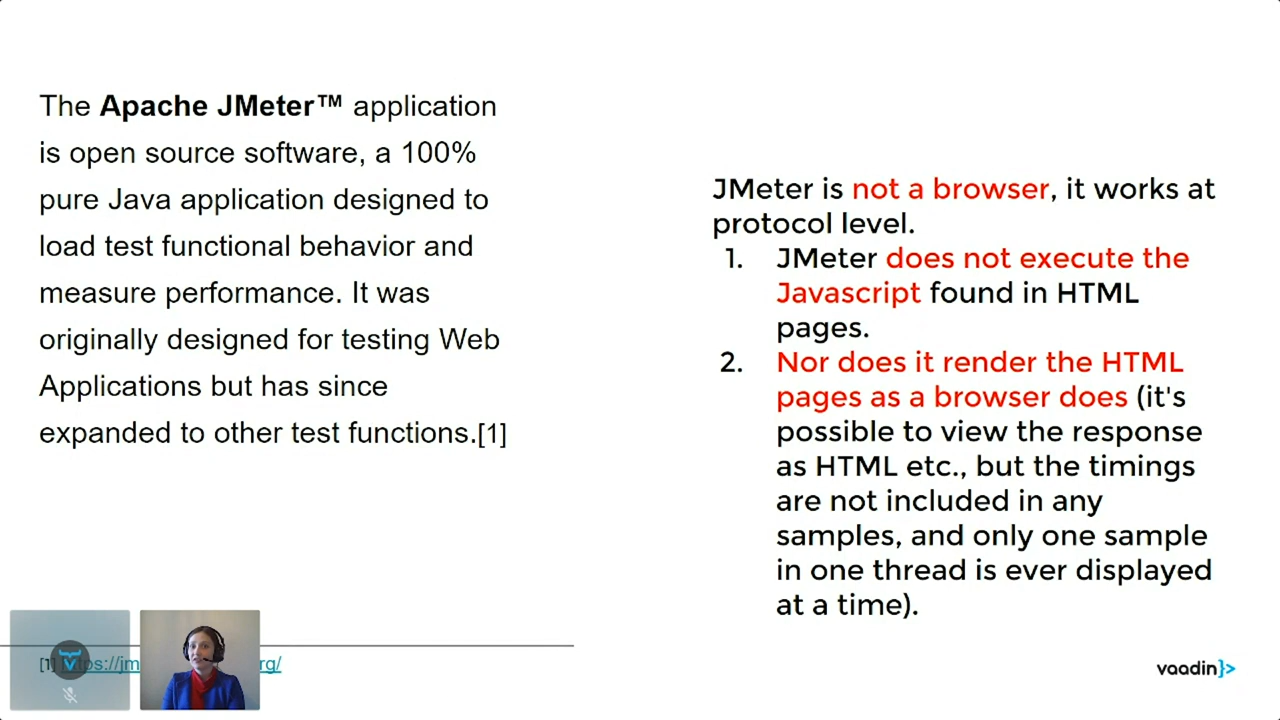 The Apache JMeter™ application
is open source software, a 100%
pure Java application designed to
load test functional behavior and
measure performance. It was
originally designed for testing Web
Applications but has since
expanded to other test functions.[1]
JMeter is not a browser, it works at
protocol level.
1. JMeter does not execute the
Javascript found in HTML
pages.
2. Nor does it render the HTML
pages as a browser does (it's
possible to view the response
as HTML etc., but the timings
are not included in any
samples, and only one sample
in one thread is ever displayed
at a time).
[1]
vaadin}>